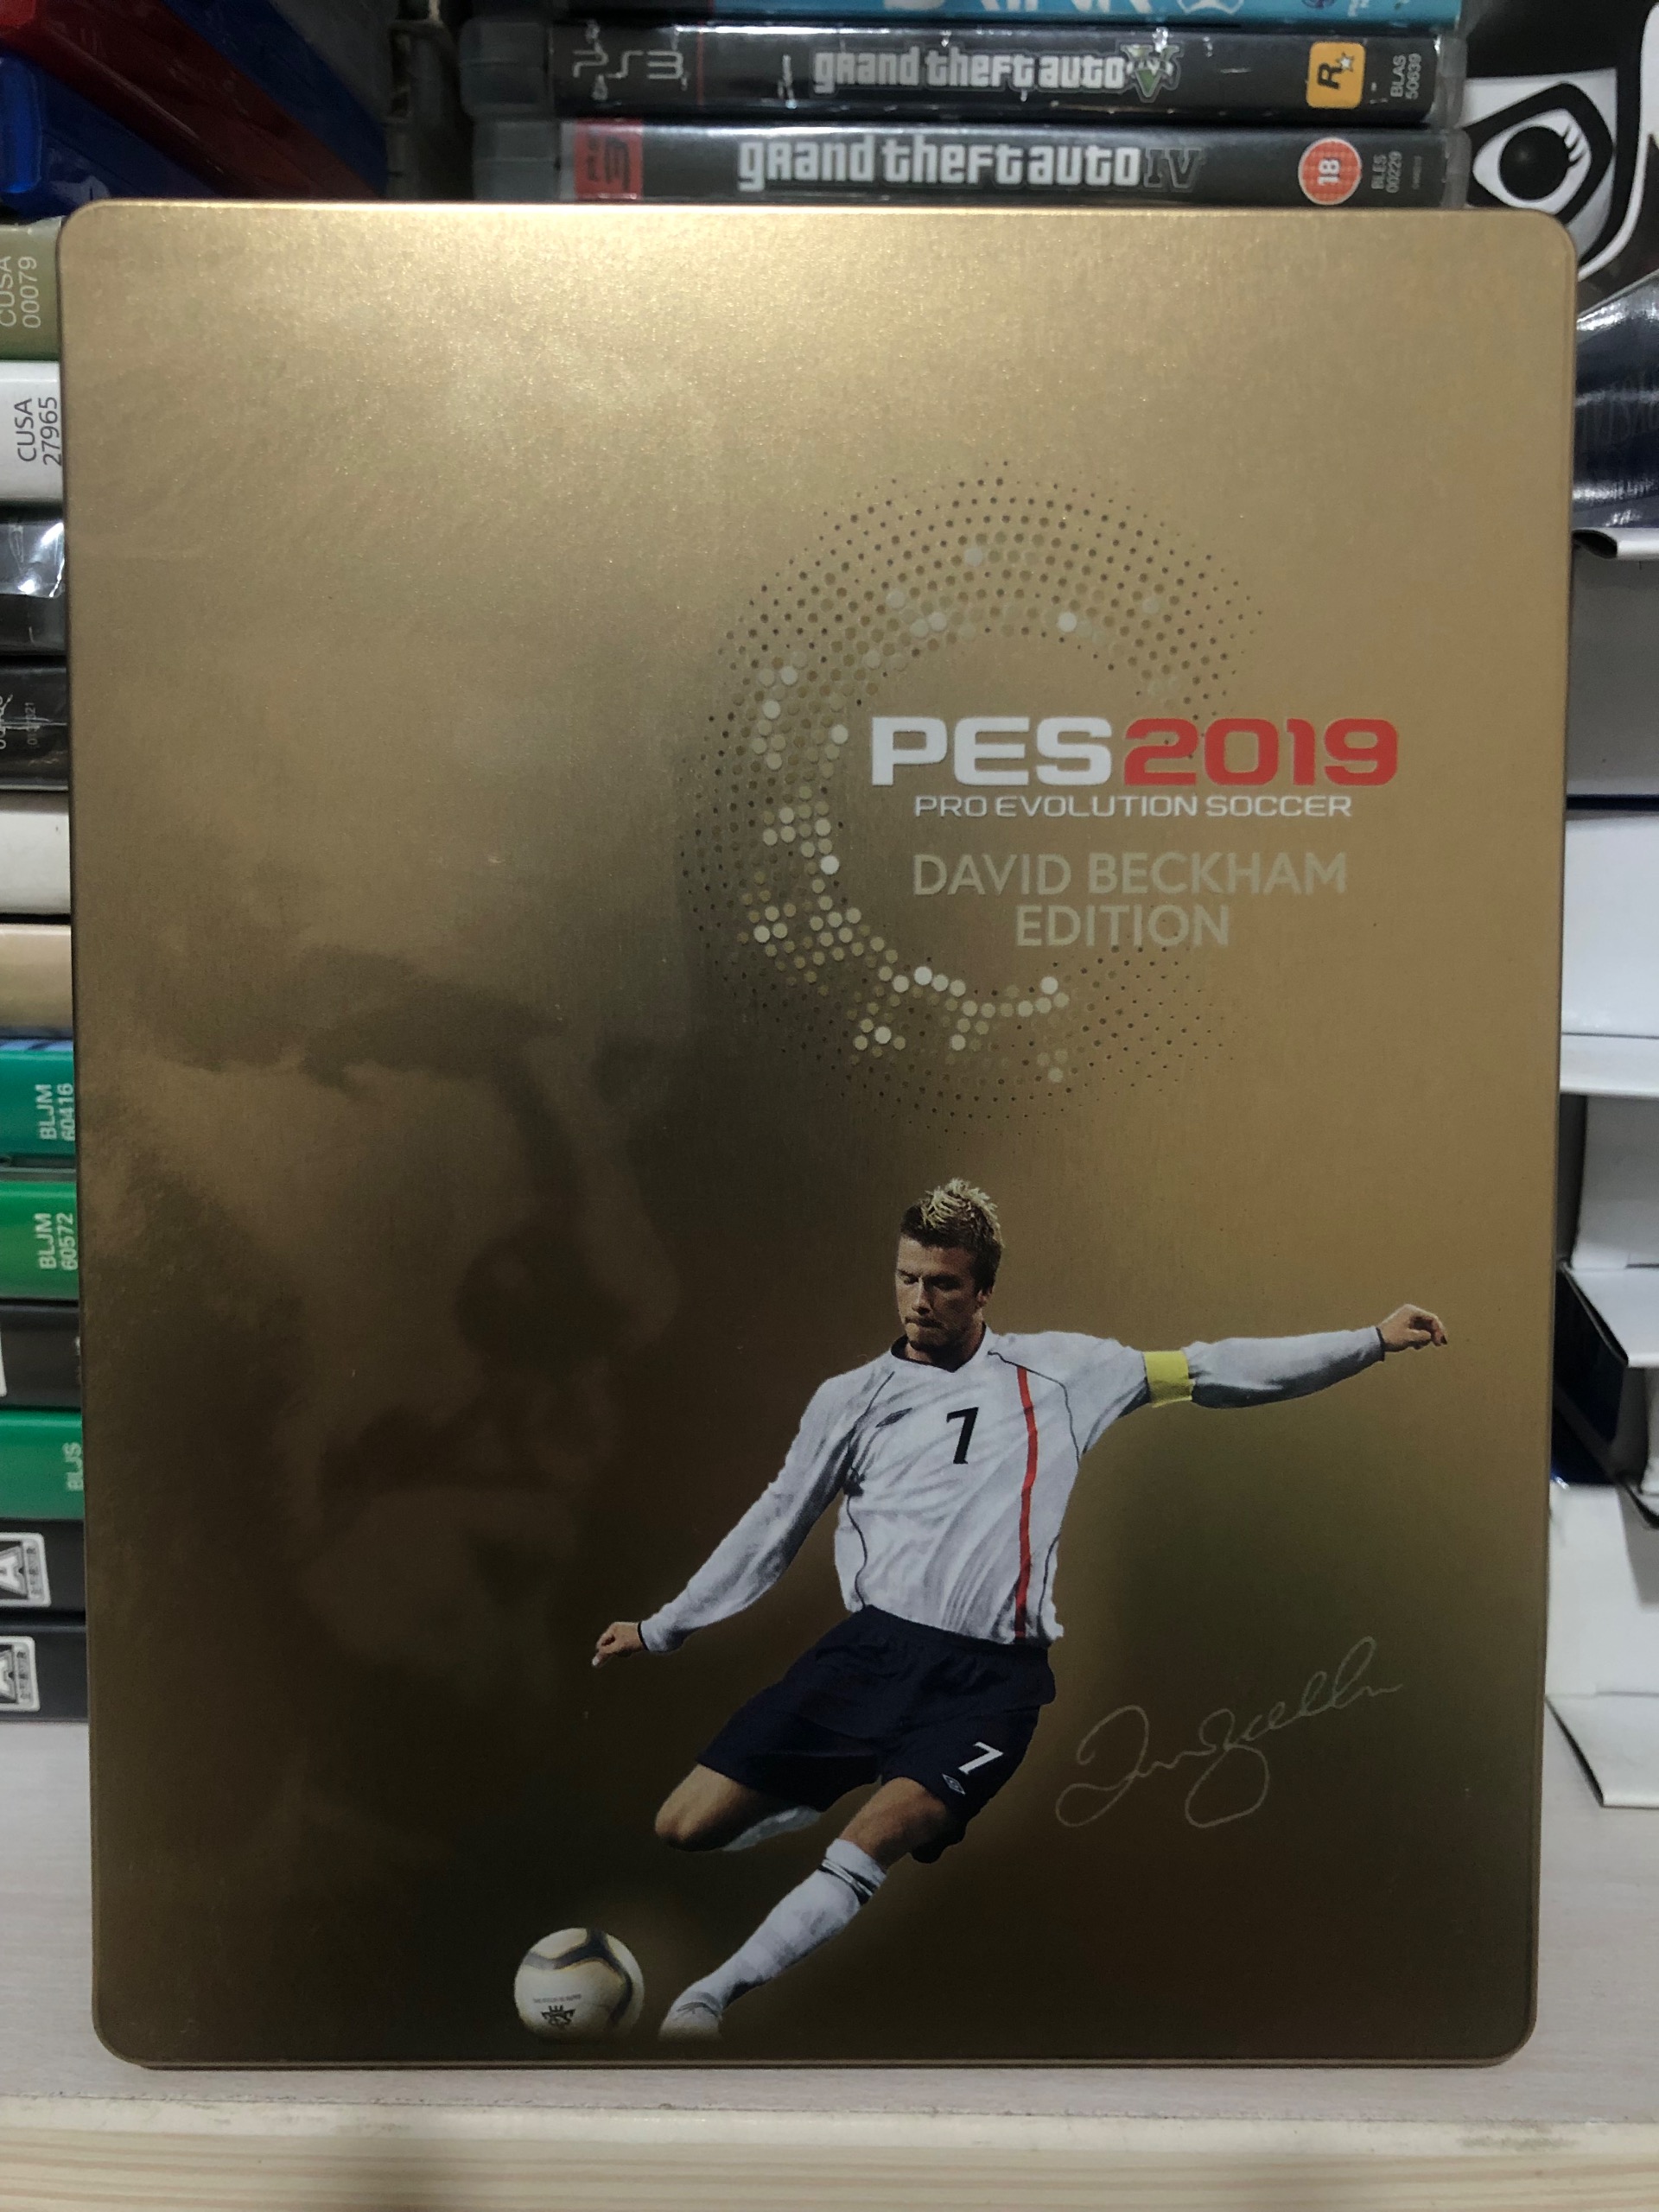 grand theft auto V
R
BLAS
50639
grand theft auto IV
18
BLES
00229
CUSA
00079
CUSA
27965
PES2019
PRO EVOLUTION SOCCER
DAVID BECKHAM
EDITION
BLJM
60416
BLJM
60572
BLJS
7
7